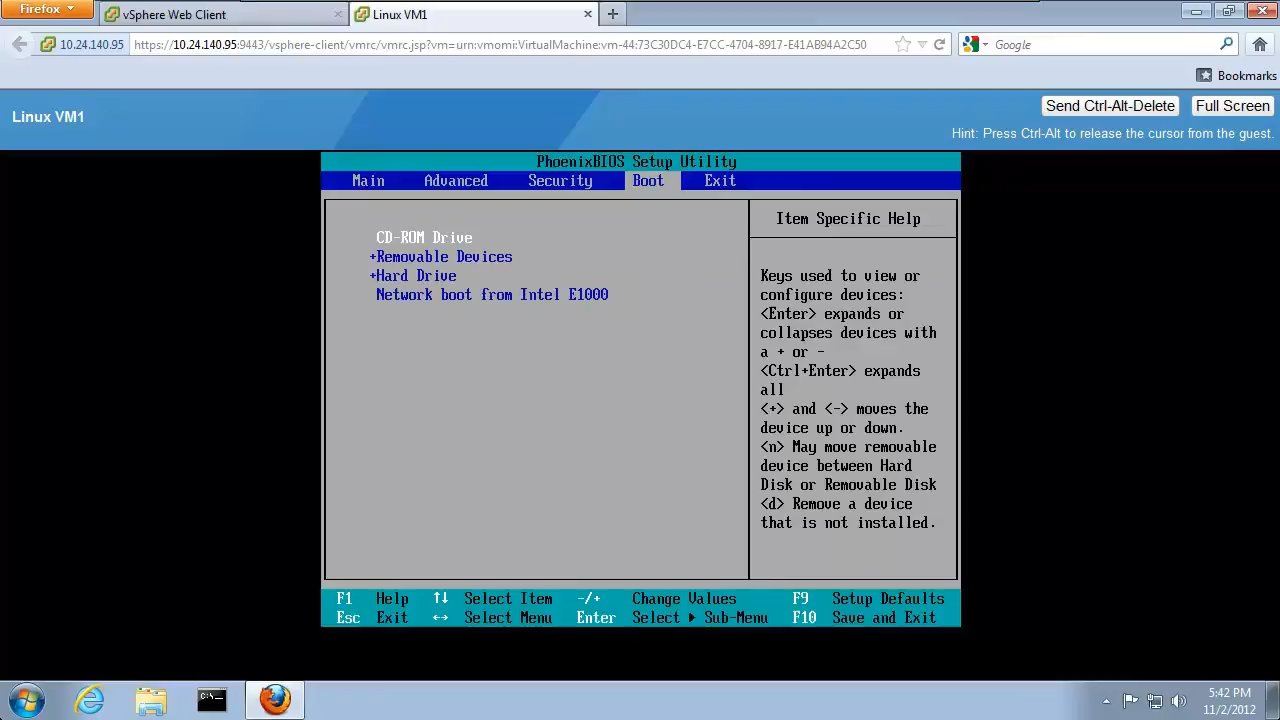 Firefox
vSphere Web Client
Linux VM1
10.24.140.95
https://10.24.140.95:9443/vsphere-client/vmrc/vmrc.jsp?vm=urn:vmomi:VirtualMachine:vm-44:73C30DC4-E7CC-4704-8917-E41AB94A2C50
Google
Bookmarks
Linux VM1
Send Ctrl-Alt-Delete
Full Screen
Hint: Press Ctrl-Alt to release the cursor from the guest.
PhoenixBIOS Setup Utility
Main Advanced Security Boot Exit
CD-ROM Drive
+Removable Devices
+Hard Drive
Network boot from Intel E1000
Item Specific Help
Keys used to view or
configure devices:
<Enter> expands or
collapses devices with
a + or -
<Ctrl+Enter> expands
all
<+> and <-> moves the
device up or down.
<n> May move removable
device between Hard
Disk or Removable Disk
<d> Remove a device
that is not installed.
F1 Help ↑↓ Select Item -/+ Change Values F9 Setup Defaults
Esc Exit ↔ Select Menu Enter Select ▶ Sub-Menu F10 Save and Exit
5:42 PM
11/2/2012